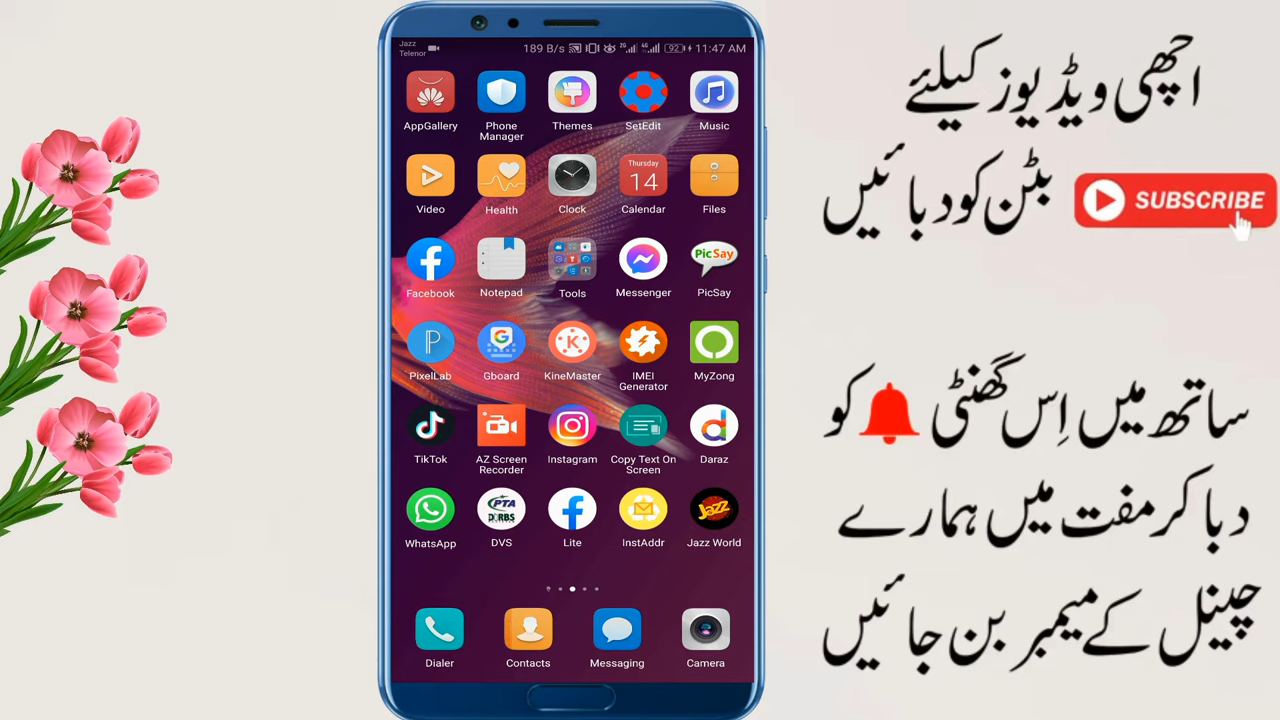 Jazz
Telenor
189 B/s 2G 4G 92 11:47 AM
AppGallery Phone Manager Themes SetEdit Music
Thursday
14
Video Health Clock Calendar Files
PicSay
Facebook Notepad Tools Messenger PicSay
PixelLab Gboard KineMaster IMEI Generator MyZong
TikTok AZ Screen Recorder Instagram Copy Text On Screen Daraz
PTA
DIRBS
Jazz
WhatsApp DVS Lite InstAddr Jazz World
Dialer Contacts Messaging Camera
اچھی ویڈیوز کیلئے
SUBSCRIBE بٹن کو دبائیں
ساتھ میں اِس گھنٹی کو
دبا کر مفت میں ہمارے
چینل کے میمبر بن جائیں